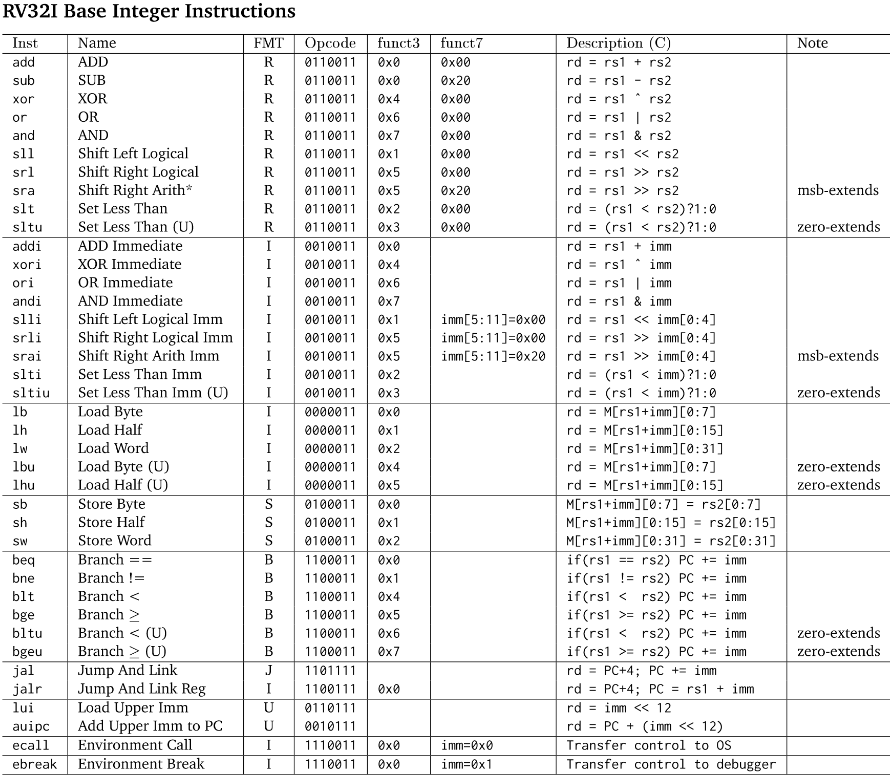 RV32I Base Integer Instructions
Inst Name FMT Opcode funct3 funct7 Description (C) Note
add ADD R 0110011 0x0 0x00 rd = rs1 + rs2
sub SUB R 0110011 0x0 0x20 rd = rs1 - rs2
xor XOR R 0110011 0x4 0x00 rd = rs1 ^ rs2
or OR R 0110011 0x6 0x00 rd = rs1 | rs2
and AND R 0110011 0x7 0x00 rd = rs1 & rs2
sll Shift Left Logical R 0110011 0x1 0x00 rd = rs1 << rs2
srl Shift Right Logical R 0110011 0x5 0x00 rd = rs1 >> rs2
sra Shift Right Arith* R 0110011 0x5 0x20 rd = rs1 >> rs2 msb-extends
slt Set Less Than R 0110011 0x2 0x00 rd = (rs1 < rs2)?1:0
sltu Set Less Than (U) R 0110011 0x3 0x00 rd = (rs1 < rs2)?1:0 zero-extends
addi ADD Immediate I 0010011 0x0 rd = rs1 + imm
xori XOR Immediate I 0010011 0x4 rd = rs1 ^ imm
ori OR Immediate I 0010011 0x6 rd = rs1 | imm
andi AND Immediate I 0010011 0x7 rd = rs1 & imm
slli Shift Left Logical Imm I 0010011 0x1 imm[5:11]=0x00 rd = rs1 << imm[0:4]
srli Shift Right Logical Imm I 0010011 0x5 imm[5:11]=0x00 rd = rs1 >> imm[0:4]
srai Shift Right Arith Imm I 0010011 0x5 imm[5:11]=0x20 rd = rs1 >> imm[0:4] msb-extends
slti Set Less Than Imm I 0010011 0x2 rd = (rs1 < imm)?1:0
sltiu Set Less Than Imm (U) I 0010011 0x3 rd = (rs1 < imm)?1:0 zero-extends
lb Load Byte I 0000011 0x0 rd = M[rs1+imm][0:7]
lh Load Half I 0000011 0x1 rd = M[rs1+imm][0:15]
lw Load Word I 0000011 0x2 rd = M[rs1+imm][0:31]
lbu Load Byte (U) I 0000011 0x4 rd = M[rs1+imm][0:7] zero-extends
lhu Load Half (U) I 0000011 0x5 rd = M[rs1+imm][0:15] zero-extends
sb Store Byte S 0100011 0x0 M[rs1+imm][0:7] = rs2[0:7]
sh Store Half S 0100011 0x1 M[rs1+imm][0:15] = rs2[0:15]
sw Store Word S 0100011 0x2 M[rs1+imm][0:31] = rs2[0:31]
beq Branch == B 1100011 0x0 if(rs1 == rs2) PC += imm
bne Branch != B 1100011 0x1 if(rs1 != rs2) PC += imm
blt Branch < B 1100011 0x4 if(rs1 < rs2) PC += imm
bge Branch ≥ B 1100011 0x5 if(rs1 >= rs2) PC += imm
bltu Branch < (U) B 1100011 0x6 if(rs1 < rs2) PC += imm zero-extends
bgeu Branch ≥ (U) B 1100011 0x7 if(rs1 >= rs2) PC += imm zero-extends
jal Jump And Link J 1101111 rd = PC+4; PC += imm
jalr Jump And Link Reg I 1100111 0x0 rd = PC+4; PC = rs1 + imm
lui Load Upper Imm U 0110111 rd = imm << 12
auipc Add Upper Imm to PC U 0010111 rd = PC + (imm << 12)
ecall Environment Call I 1110011 0x0 imm=0x0 Transfer control to OS
ebreak Environment Break I 1110011 0x0 imm=0x1 Transfer control to debugger